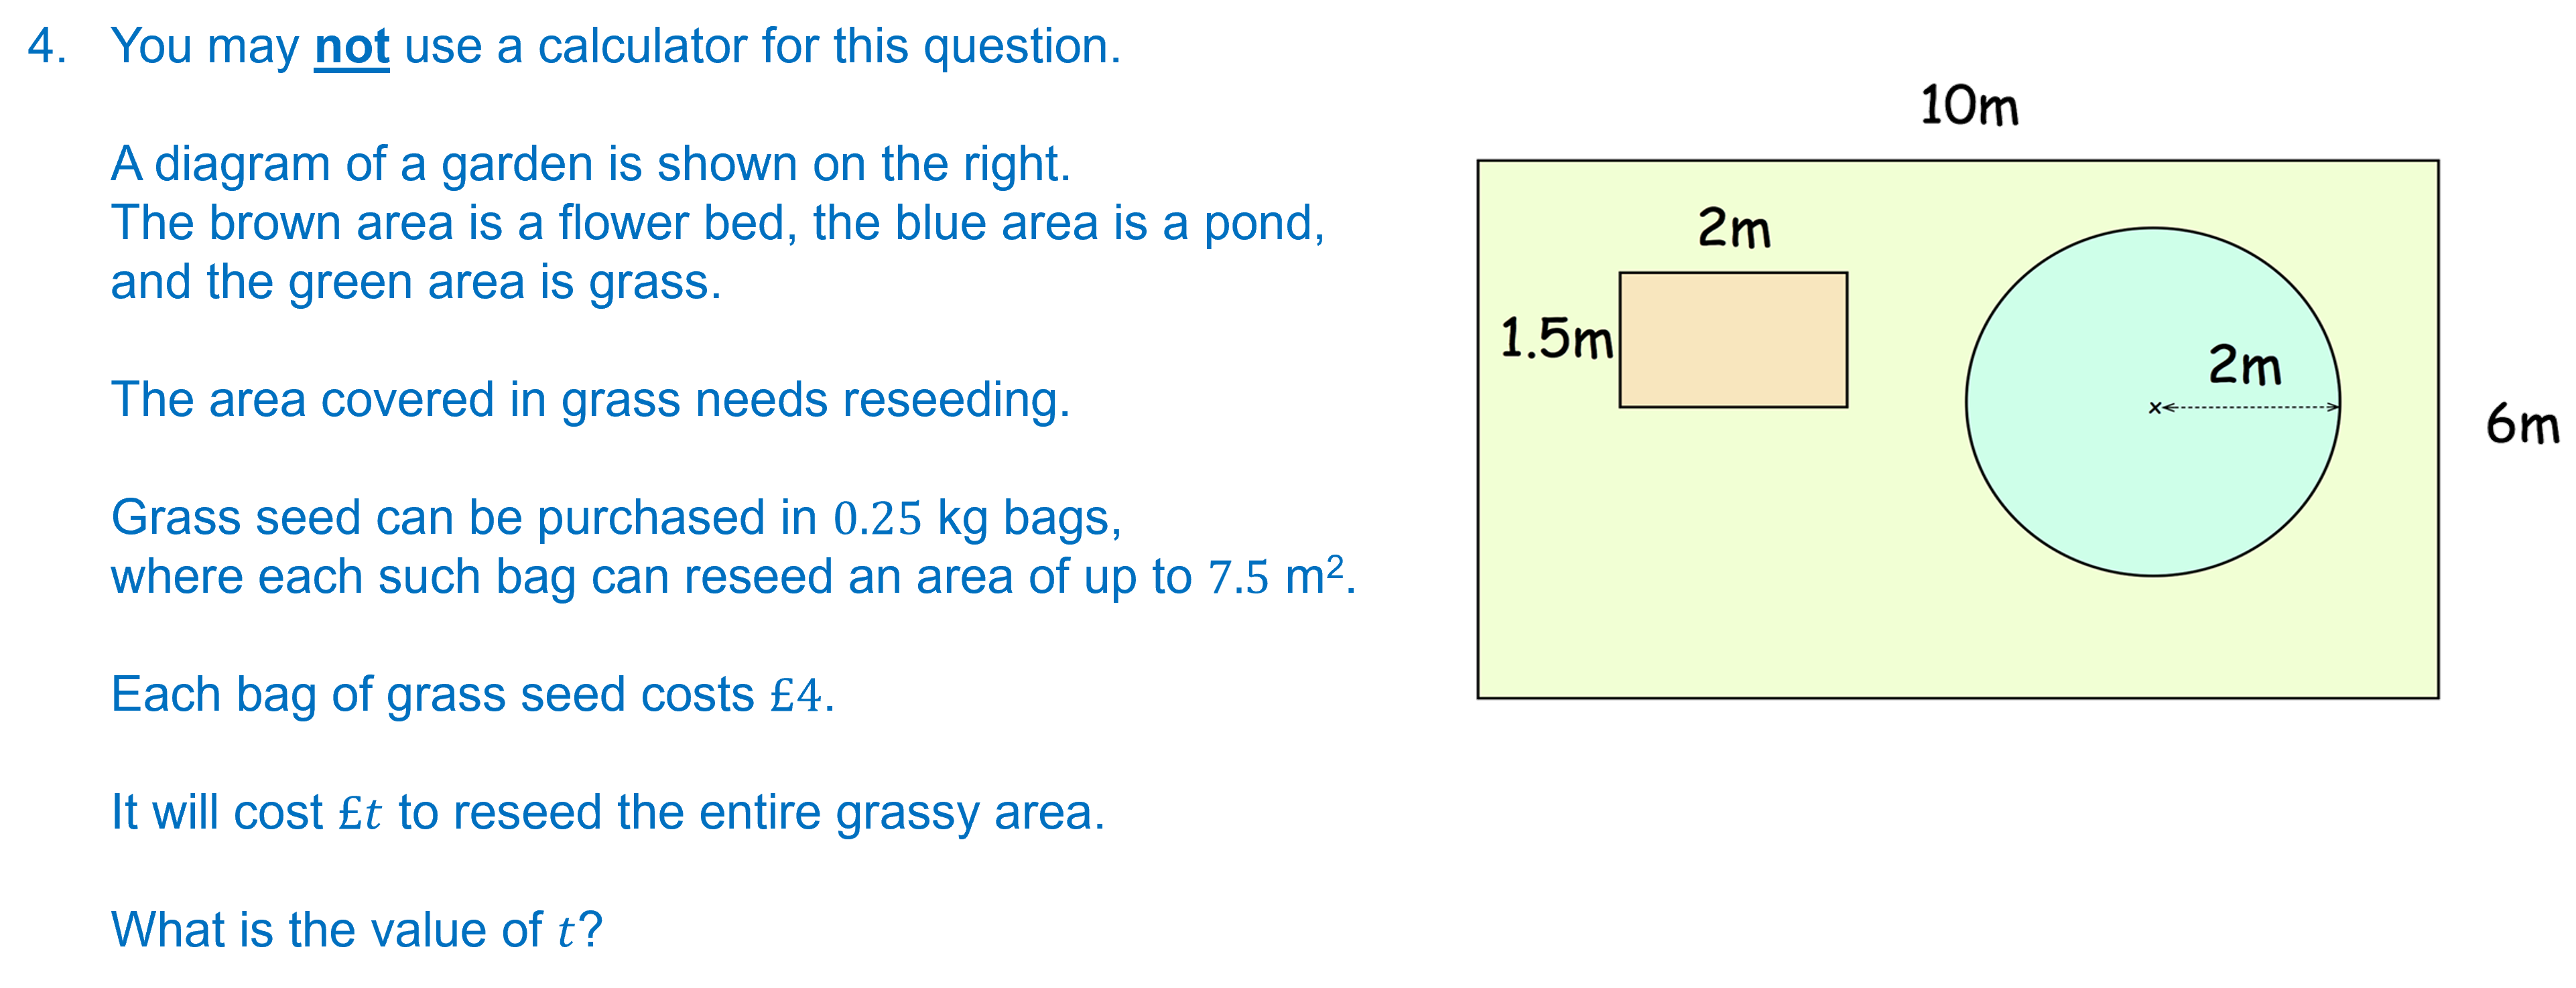 4. You may not use a calculator for this question.
10m
A diagram of a garden is shown on the right.
The brown area is a flower bed, the blue area is a pond,
and the green area is grass.
2m
1.5m
2m
6m
The area covered in grass needs reseeding.
Grass seed can be purchased in 0.25 kg bags,
where each such bag can reseed an area of up to 7.5 m².
Each bag of grass seed costs £4.
It will cost £t to reseed the entire grassy area.
What is the value of t?